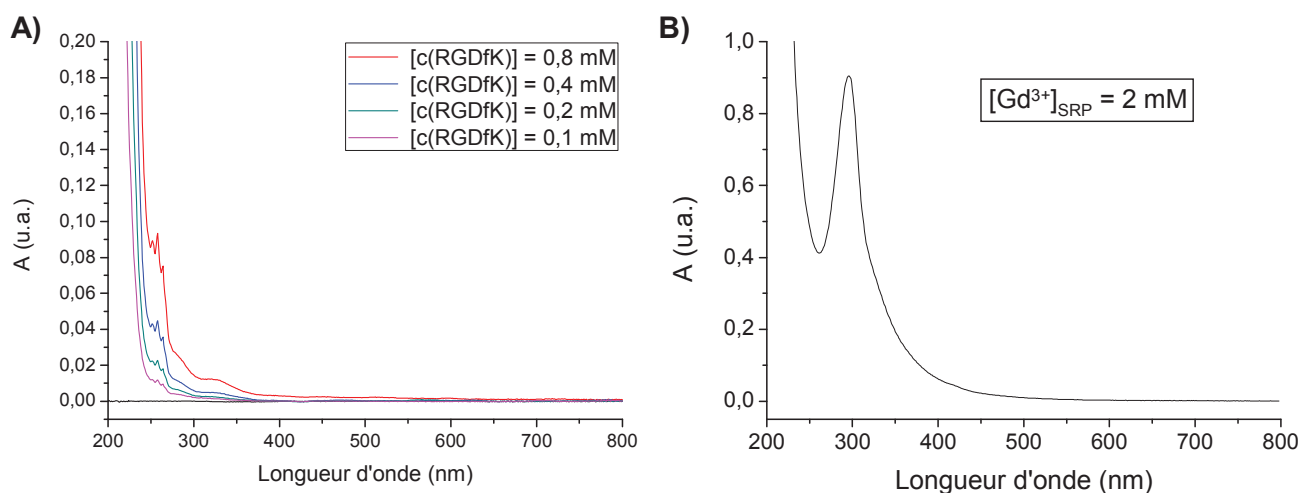 A)
0,20
0,18
0,16
0,14
0,12
0,10
0,08
0,06
0,04
0,02
0,00
A (u.a.)
[c(RGDfK)] = 0,8 mM
[c(RGDfK)] = 0,4 mM
[c(RGDfK)] = 0,2 mM
[c(RGDfK)] = 0,1 mM
200 300 400 500 600 700 800
Longueur d'onde (nm)
B)
1,0
0,8
0,6
0,4
0,2
0,0
A (u.a.)
[Gd³⁺]SRP = 2 mM
200 300 400 500 600 700 800
Longueur d'onde (nm)